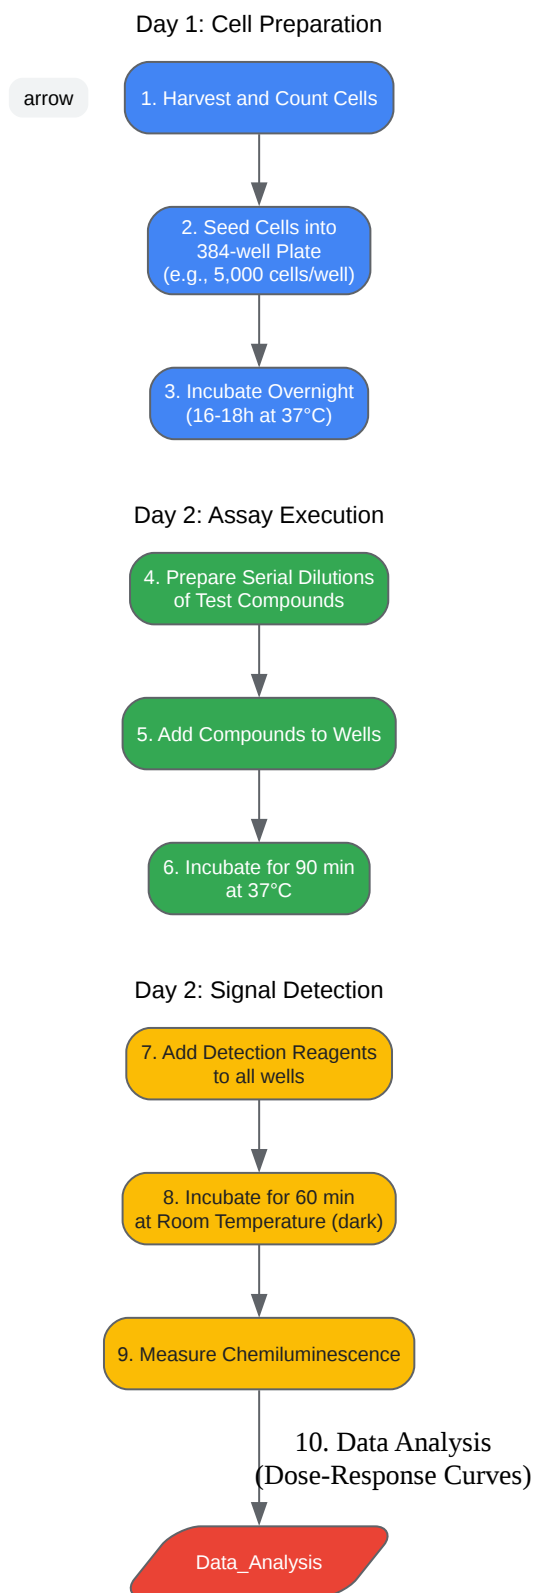 Day 1: Cell Preparation
arrow
1. Harvest and Count Cells
2. Seed Cells into
384-well Plate
(e.g., 5,000 cells/well)
3. Incubate Overnight
(16-18h at 37°C)
Day 2: Assay Execution
4. Prepare Serial Dilutions
of Test Compounds
5. Add Compounds to Wells
6. Incubate for 90 min
at 37°C
Day 2: Signal Detection
7. Add Detection Reagents
to all wells
8. Incubate for 60 min
at Room Temperature (dark)
9. Measure Chemiluminescence
10. Data Analysis
(Dose-Response Curves)
Data_Analysis